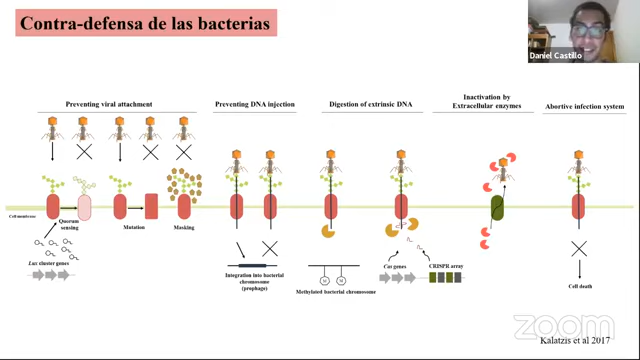 Contra-defensa de las bacterias
Daniel Castillo
Preventing viral attachment
Preventing DNA injection
Digestion of extrinsic DNA
Inactivation by
Extracellular enzymes
Abortive infection system
Cell membrane
Quorum
sensing
Mutation
Masking
Lux cluster genes
Integration into bacterial
chromosome
(prophage)
M
M
Methylated bacterial chromosome
Cas genes
CRISPR array
Cell death
zoom
Kalatzis et al 2017